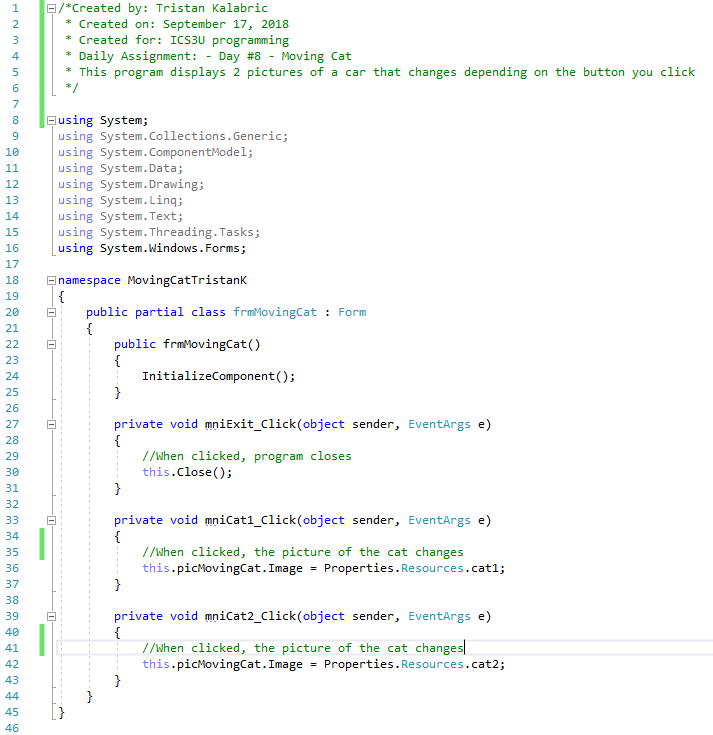 1 /*Created by: Tristan Kalabric
2  * Created on: September 17, 2018
3  * Created for: ICS3U programming
4  * Daily Assignment: - Day #8 - Moving Cat
5  * This program displays 2 pictures of a car that changes depending on the button you click
6  */
7
8 using System;
9 using System.Collections.Generic;
10 using System.ComponentModel;
11 using System.Data;
12 using System.Drawing;
13 using System.Linq;
14 using System.Text;
15 using System.Threading.Tasks;
16 using System.Windows.Forms;
17
18 namespace MovingCatTristanK
19 {
20     public partial class frmMovingCat : Form
21     {
22         public frmMovingCat()
23         {
24             InitializeComponent();
25         }
26
27         private void mniExit_Click(object sender, EventArgs e)
28         {
29             //When clicked, program closes
30             this.Close();
31         }
32
33         private void mniCat1_Click(object sender, EventArgs e)
34         {
35             //When clicked, the picture of the cat changes
36             this.picMovingCat.Image = Properties.Resources.cat1;
37         }
38
39         private void mniCat2_Click(object sender, EventArgs e)
40         {
41             //When clicked, the picture of the cat changes
42             this.picMovingCat.Image = Properties.Resources.cat2;
43         }
44     }
45 }
46